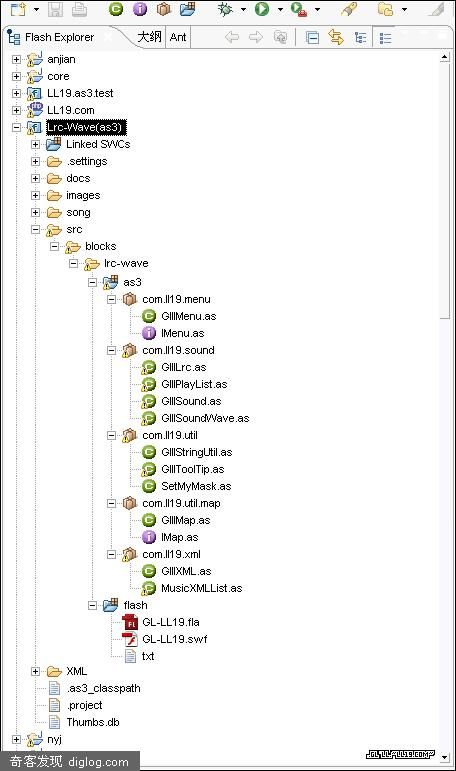 Flash Explorer 大纲 Ant
anjian
core
LL19.as3.test
LL19.com
Lrc-Wave(as3)
Linked SWCs
.settings
docs
images
song
src
blocks
lrc-wave
as3
com.ll19.menu
GlllMenu.as
IMenu.as
com.ll19.sound
GlllLrc.as
GlllPlayList.as
GlllSound.as
GlllSoundWave.as
com.ll19.util
GlllStringUtil.as
GlllToolTip.as
SetMyMask.as
com.ll19.util.map
GlllMap.as
IMap.as
com.ll19.xml
GlllXML.as
MusicXMLList.as
flash
GL-LL19.fla
GL-LL19.swf
txt
XML
.as3_classpath
.project
Thumbs.db
nyj
奇客发现 diglog.com